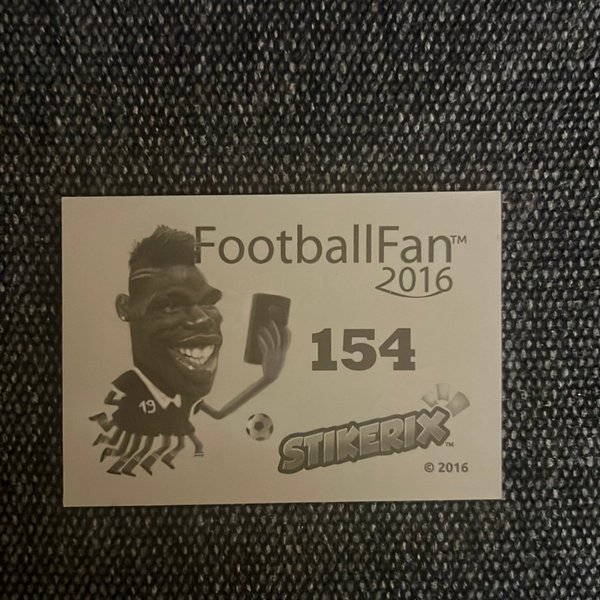 FootballFan™
2016
154
19
STIKERIX™
© 2016